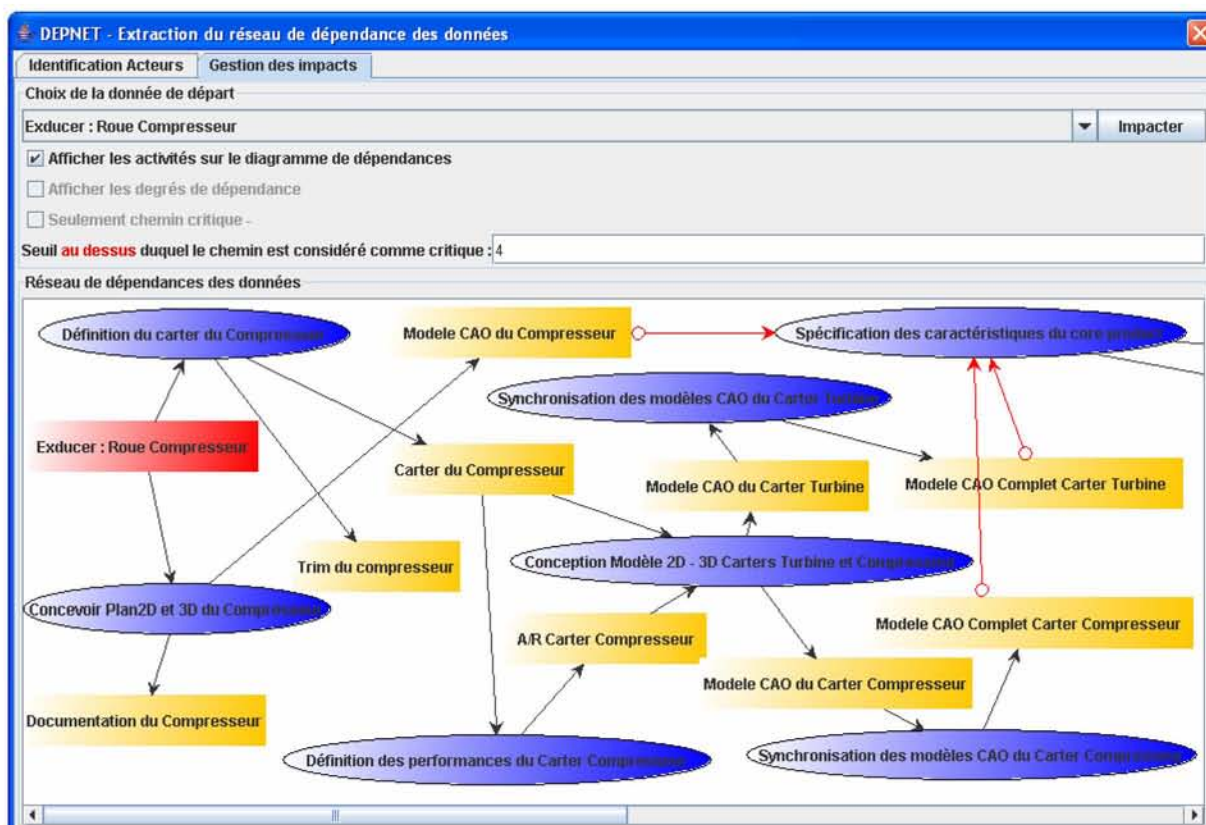 DEPNET - Extraction du réseau de dépendance des données
Identification Acteurs
Gestion des impacts
Choix de la donnée de départ
Exducer : Roue Compresseur
Impacter
Afficher les activités sur le diagramme de dépendances
Afficher les degrés de dépendance
Seulement chemin critique -
Seuil au dessus duquel le chemin est considéré comme critique : 4
Réseau de dépendances des données
Définition du carter du Compresseur
Modele CAO du Compresseur
Spécification des caractéristiques du core product
Synchronisation des modèles CAO du Carter Turbine
Exducer : Roue Compresseur
Carter du Compresseur
Modele CAO du Carter Turbine
Modele CAO Complet Carter Turbine
Trim du compresseur
Conception Modèle 2D - 3D Carters Turbine et Compresseur
Concevoir Plan2D et 3D du Compresseur
A/R Carter Compresseur
Modele CAO Complet Carter Compresseur
Modele CAO du Carter Compresseur
Documentation du Compresseur
Définition des performances du Carter Compresseur
Synchronisation des modèles CAO du Carter Compresseur